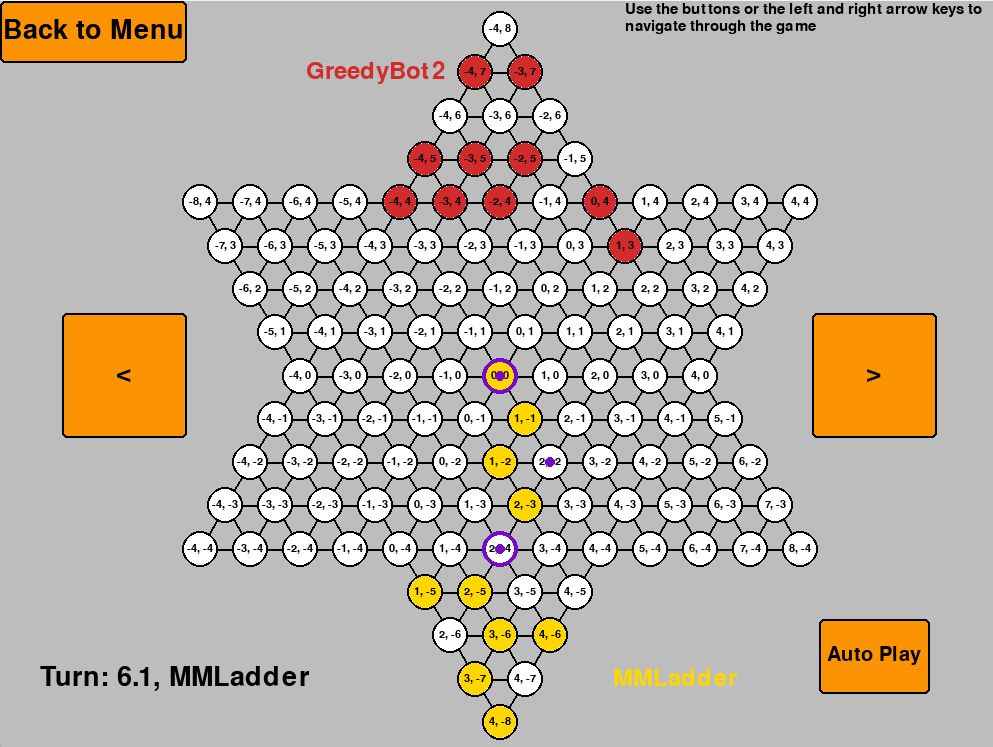 Back to Menu
Use the buttons or the left and right arrow keys to
navigate through the game
-4, 8
GreedyBot2
-4, 7 -3, 7
-4, 6 -3, 6 -2, 6
-4, 5 -3, 5 -2, 5 -1, 5
-8, 4 -7, 4 -6, 4 -5, 4 -4, 4 -3, 4 -2, 4 -1, 4 0, 4 1, 4 2, 4 3, 4 4, 4
-7, 3 -6, 3 -5, 3 -4, 3 -3, 3 -2, 3 -1, 3 0, 3 1, 3 2, 3 3, 3 4, 3
-6, 2 -5, 2 -4, 2 -3, 2 -2, 2 -1, 2 0, 2 1, 2 2, 2 3, 2 4, 2
-5, 1 -4, 1 -3, 1 -2, 1 -1, 1 0, 1 1, 1 2, 1 3, 1 4, 1
< -4, 0 -3, 0 -2, 0 -1, 0 1, 0 2, 0 3, 0 4, 0 >
-4, -1 -3, -1 -2, -1 -1, -1 0, -1 1, -1 2, -1 3, -1 4, -1 5, -1
-4, -2 -3, -2 -2, -2 -1, -2 0, -2 1, -2 3, -2 4, -2 5, -2 6, -2
-4, -3 -3, -3 -2, -3 -1, -3 0, -3 1, -3 2, -3 3, -3 4, -3 5, -3 6, -3 7, -3
-4, -4 -3, -4 -2, -4 -1, -4 0, -4 1, -4 3, -4 4, -4 5, -4 6, -4 7, -4 8, -4
1, -5 2, -5 3, -5 4, -5
2, -6 3, -6 4, -6
3, -7 4, -7
4, -8
Turn: 6.1, MMLadder
MMLadder
Auto Play